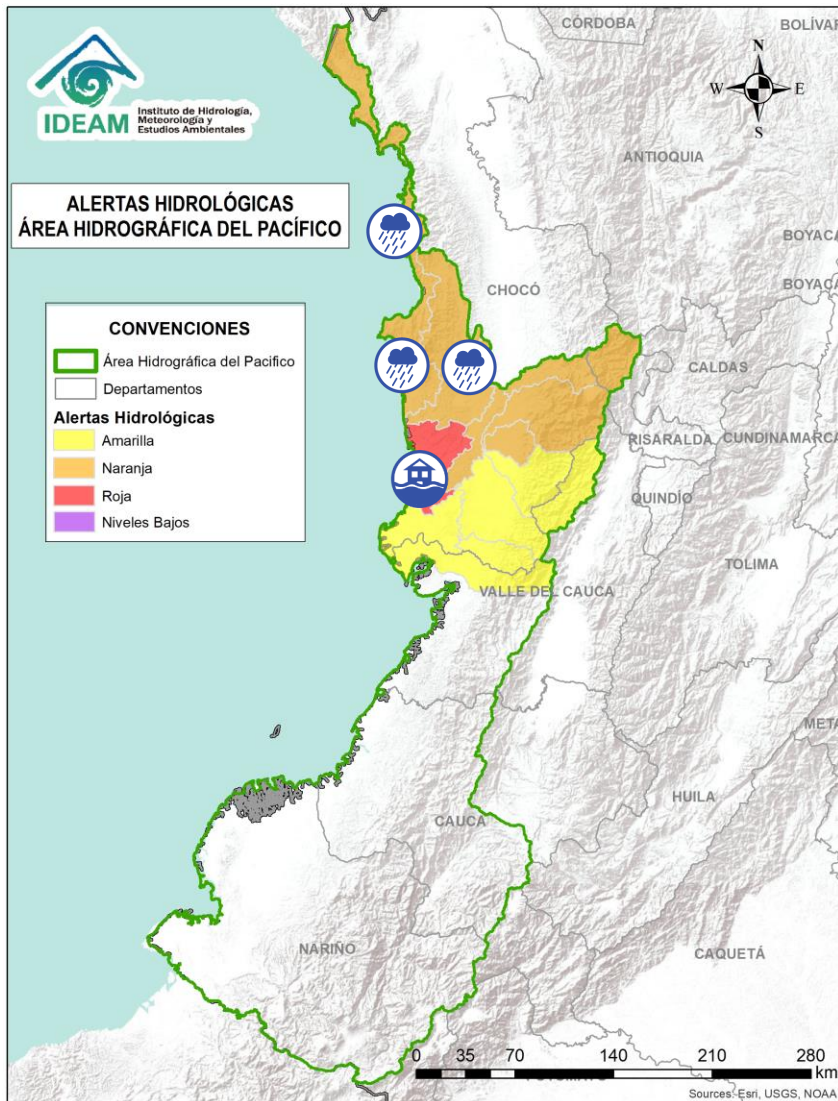 CÓRDOBA
BOLÍVAR
IDEAM
Instituto de Hidrología,
Meteorología y
Estudios Ambientales
N
W E
S
ANTIOQUIA
ALERTAS HIDROLÓGICAS
ÁREA HIDROGRÁFICA DEL PACÍFICO
BOYACÁ
BOYACÁ
CHOCÓ
CONVENCIONES
Área Hidrográfica del Pacifico
Departamentos
Alertas Hidrológicas
Amarilla
Naranja
Roja
Niveles Bajos
CALDAS
RISARALDA
CUNDINAMARCA
QUINDÍO
TOLIMA
VALLE DEL CAUCA
META
HUILA
CAUCA
NARIÑO
CAQUETÁ
0 35 70 140 210 280
km
Sources: Esri, USGS, NOAA